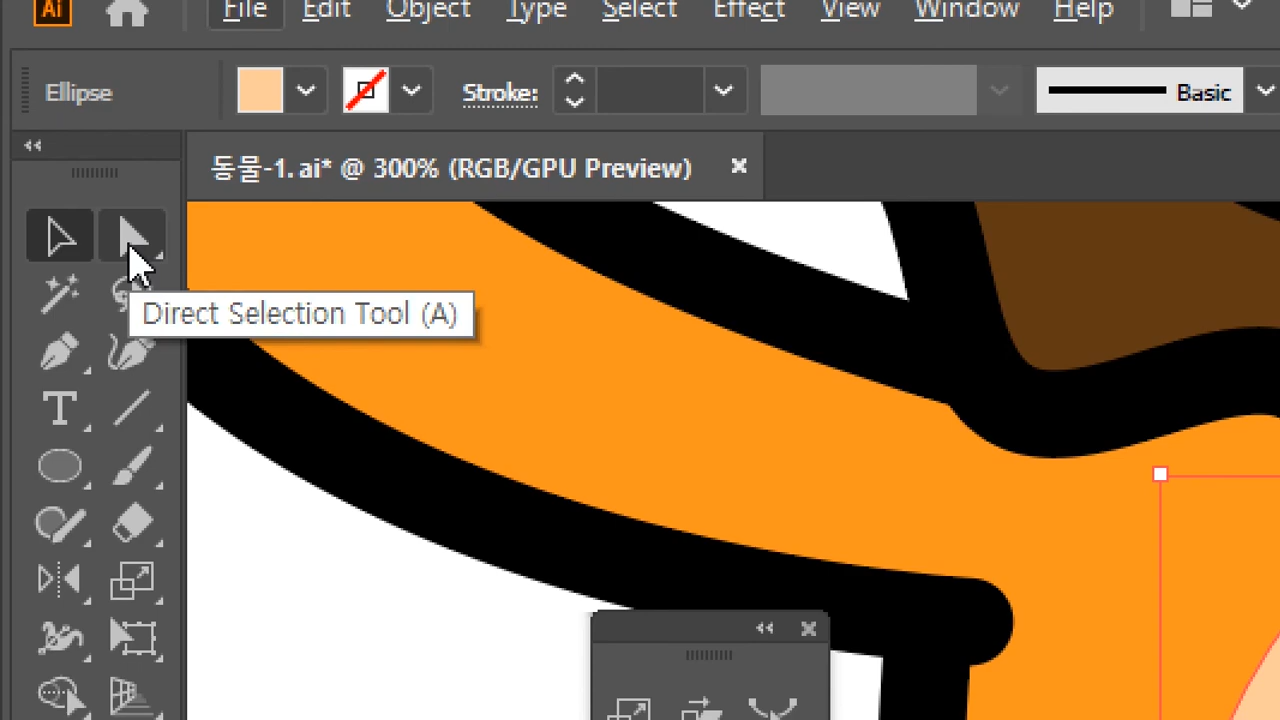 Ai File Edit Object Type Select Effect View Window Help
Ellipse Stroke: Basic
동물-1.ai* @ 300% (RGB/GPU Preview)
Direct Selection Tool (A)